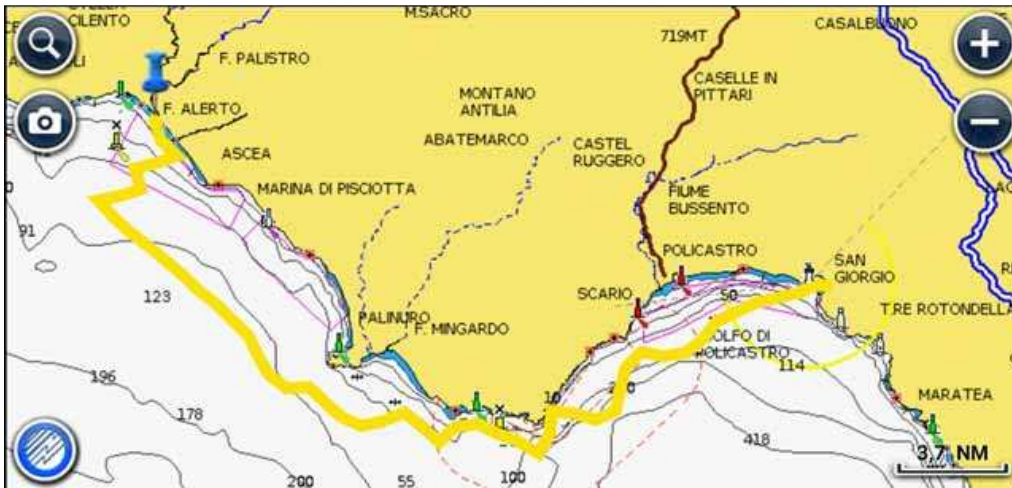 CILENTO
M.SACRO
CASALBUONO
F. PALISTRO
719MT
CASELLE IN
PITTARI
MONTANO
ANTILIA
F. ALERTO
ABATEMARCO
CASTEL
RUGGERO
ASCEA
MARINA DI PISCIOTTA
FIUME
BUSSENTO
91
POLICASTRO
SAN
GIORGIO
123
SCARIO
50
T.RE ROTONDELLA
PALINURO
F. MINGARDO
OLFO DI
POLICASTRO
114
196
10
MARATEA
178
418
3,7 NM
200
55
100